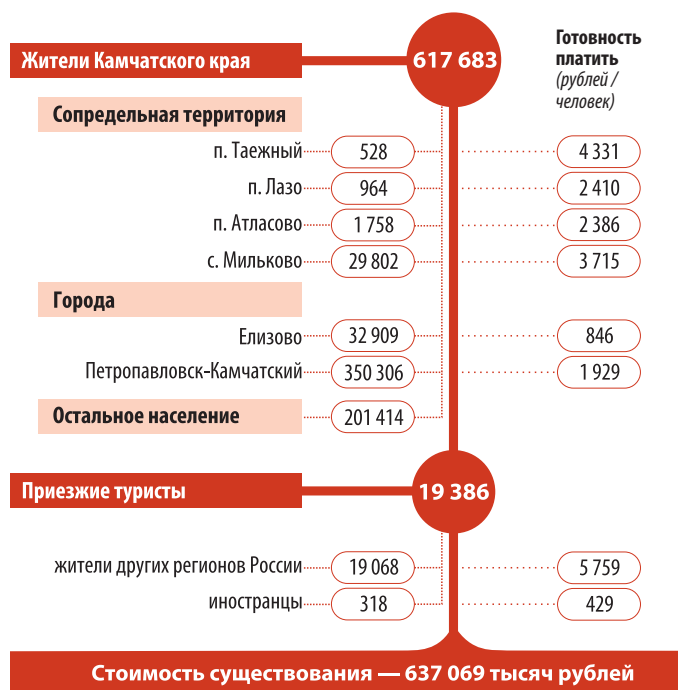 Жители Камчатского края
617 683
Готовность
платить
(рублей /
человек)
Сопредельная территория
п. Таежный 528 4 331
п. Лазо 964 2 410
п. Атласово 1 758 2 386
с. Мильково 29 802 3 715
Города
Елизово 32 909 846
Петропавловск-Камчатский 350 306 1 929
Остальное население 201 414
Приезжие туристы 19 386
жители других регионов России 19 068 5 759
иностранцы 318 429
Стоимость существования — 637 069 тысяч рублей